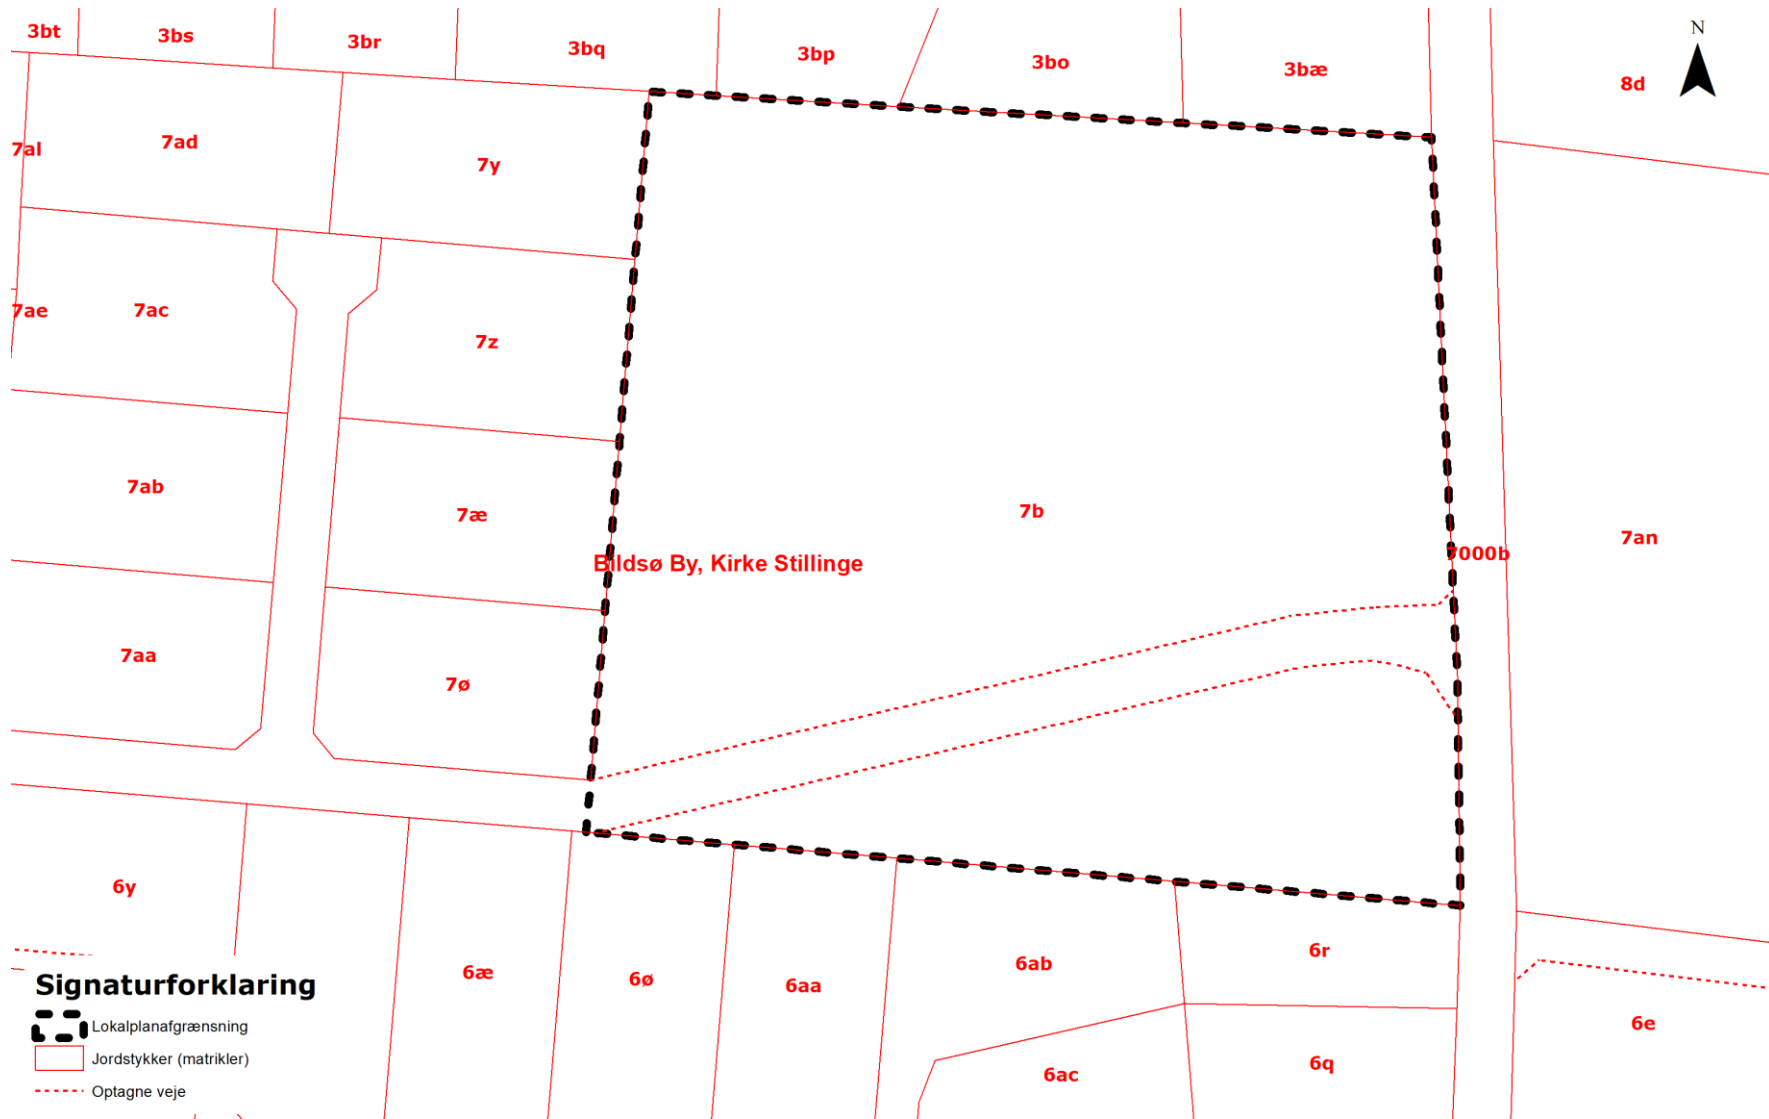 3bt
3bs
3br
3bq
3bp
3bo
3bæ
8d
N
7al
7ad
7y
7ae
7ac
7z
7ab
7æ
7b
7an
7000b
Bildsø By, Kirke Stillinge
7aa
7ø
6y
6æ
6ø
6aa
6ab
6r
6e
6ac
6q
Signaturforklaring
Lokalplanafgrænsning
Jordstykker (matrikler)
Optagne veje